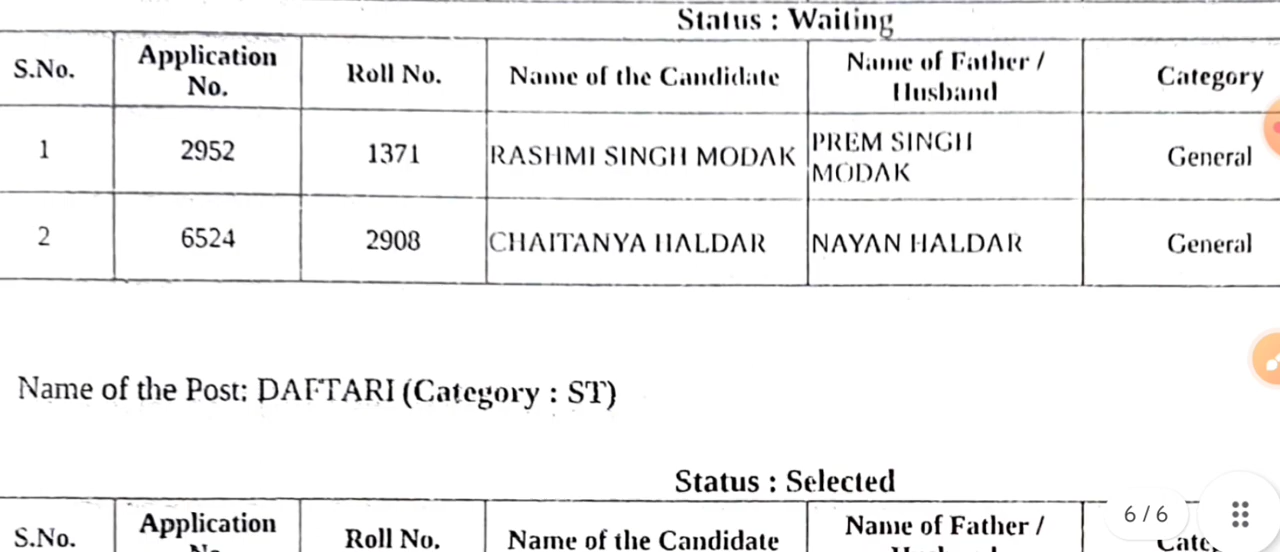 Status : Waiting
S.No. Application No. Roll No. Name of the Candidate Name of Father / Husband Category
1 2952 1371 RASHMI SINGH MODAK PREM SINGH MODAK General
2 6524 2908 CHAITANYA HALDAR NAYAN HALDAR General
Name of the Post: DAFTARI (Category : ST)
Status : Selected
S.No. Application Roll No. Name of the Candidate Name of Father /
6 / 6